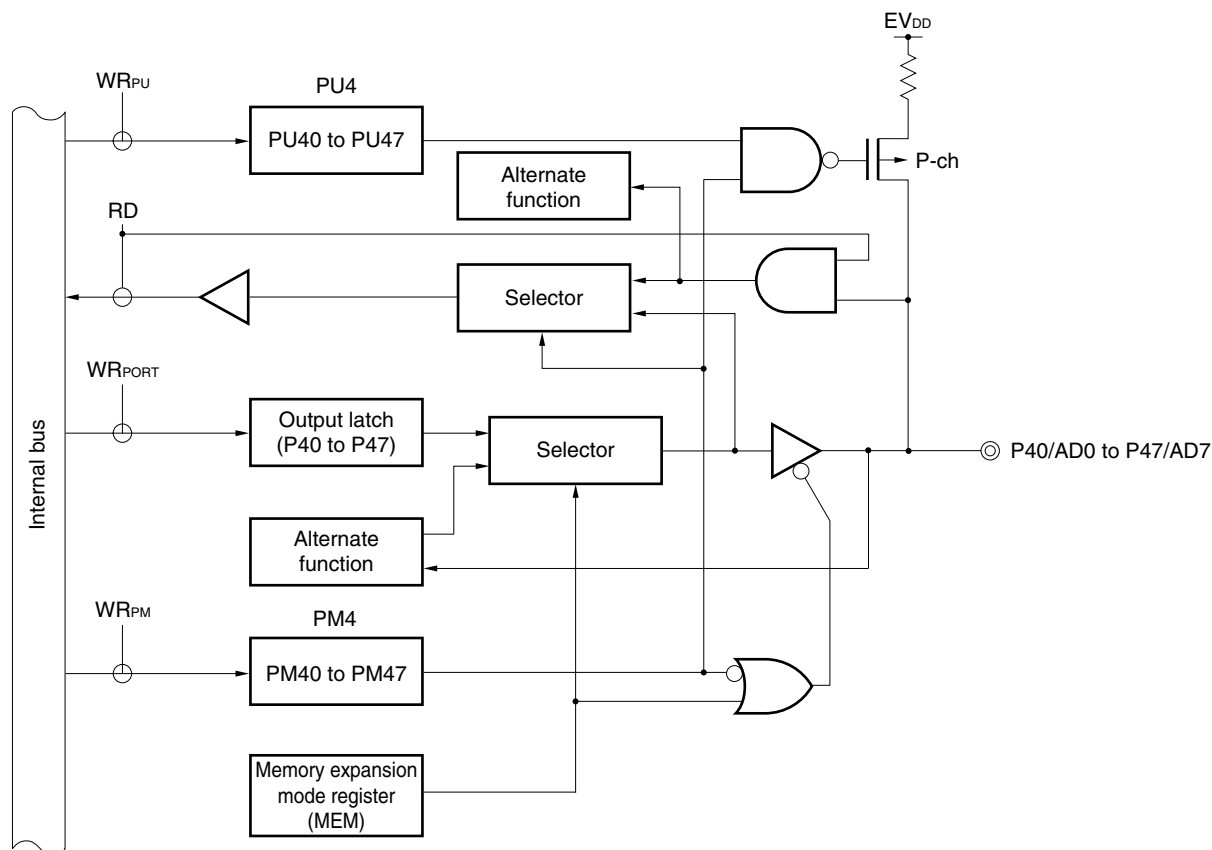 EVDD
WRPU
PU4
PU40 to PU47
P-ch
Alternate
function
RD
Selector
WRPORT
Output latch
(P40 to P47)
Selector
P40/AD0 to P47/AD7
Internal bus
Alternate
function
WRPM
PM4
PM40 to PM47
Memory expansion
mode register
(MEM)